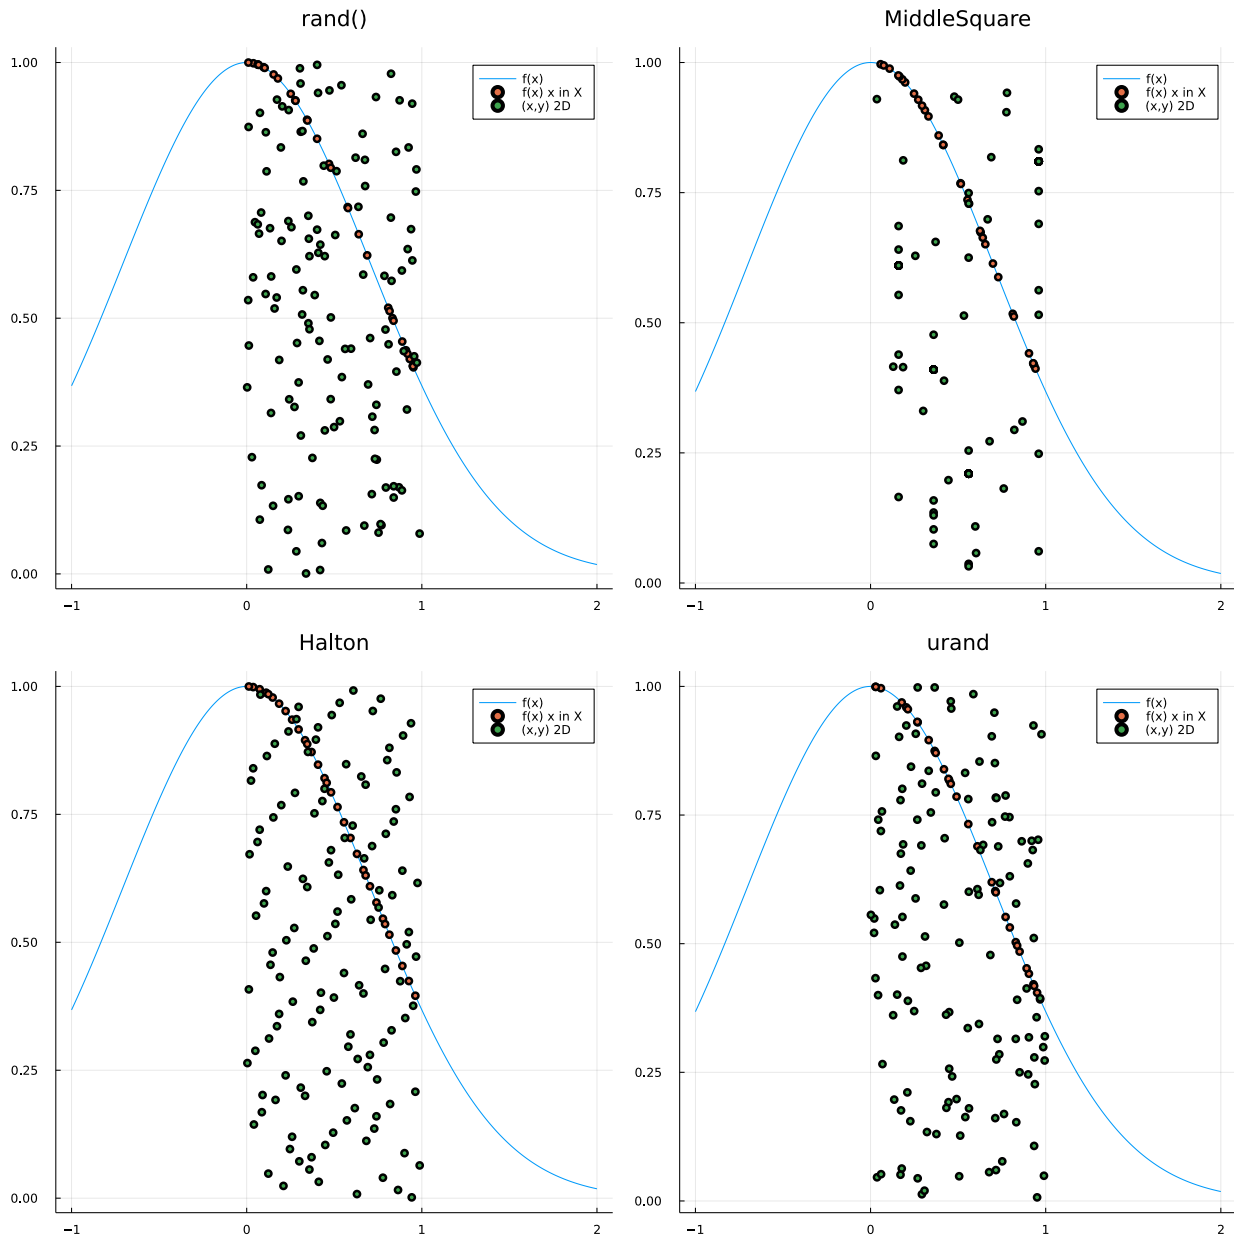 rand()
1.00
0.75
0.50
0.25
0.00
−1
0
1
2
f(x)
f(x) x in X
(x,y) 2D
MiddleSquare
1.00
0.75
0.50
0.25
0.00
−1
0
1
2
f(x)
f(x) x in X
(x,y) 2D
Halton
1.00
0.75
0.50
0.25
0.00
−1
0
1
2
f(x)
f(x) x in X
(x,y) 2D
urand
1.00
0.75
0.50
0.25
0.00
−1
0
1
2
f(x)
f(x) x in X
(x,y) 2D